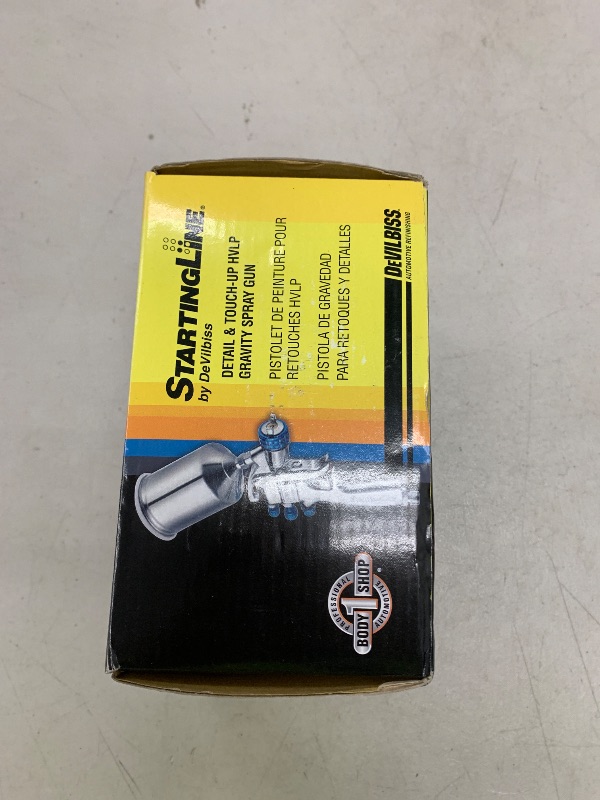 STARTINGLINE®
by DeVilbiss
DETAIL & TOUCH-UP HVLP
GRAVITY SPRAY GUN
PISTOLET DE PEINTURE POUR
RETOUCHES HVLP
PISTOLA DE GRAVEDAD
PARA RETOQUES Y DETALLES
DEVILBISS
AUTOMOTIVE REFINISHING
PROFESSIONAL
BODY 1 SHOP
AUTOMOTIVE